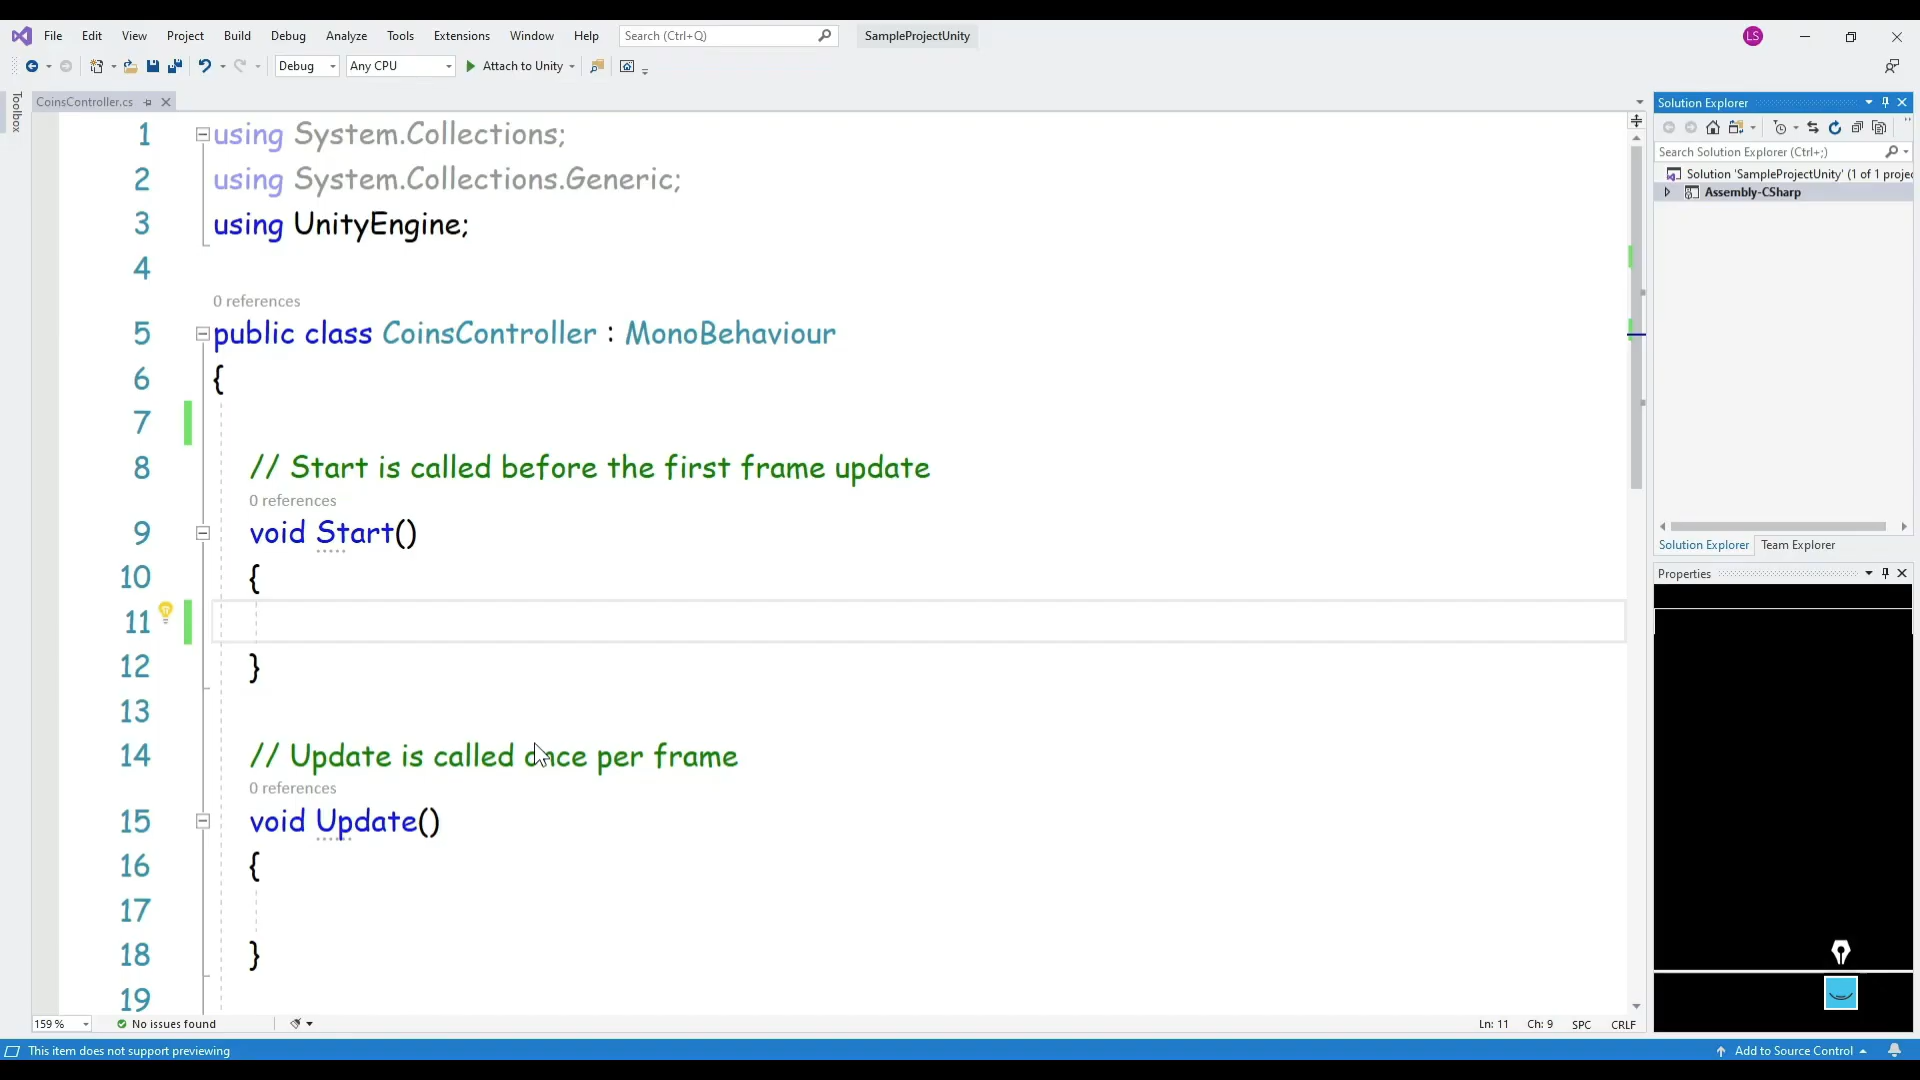 File Edit View Project Build Debug Analyze Tools Extensions Window Help Search (Ctrl+Q) SampleProjectUnity LS
Debug Any CPU Attach to Unity
Toolbox
CoinsController.cs
1 using System.Collections;
2 using System.Collections.Generic;
3 using UnityEngine;
4
0 references
5 public class CoinsController : MonoBehaviour
6 {
7
8 // Start is called before the first frame update
0 references
9 void Start()
10 {
11
12 }
13
14 // Update is called once per frame
0 references
15 void Update()
16 {
17
18 }
19
159 % No issues found Ln: 11 Ch: 9 SPC CRLF
Solution Explorer
Search Solution Explorer (Ctrl+;)
Solution 'SampleProjectUnity' (1 of 1 projec
Assembly-CSharp
Solution Explorer Team Explorer
Properties
This item does not support previewing Add to Source Control